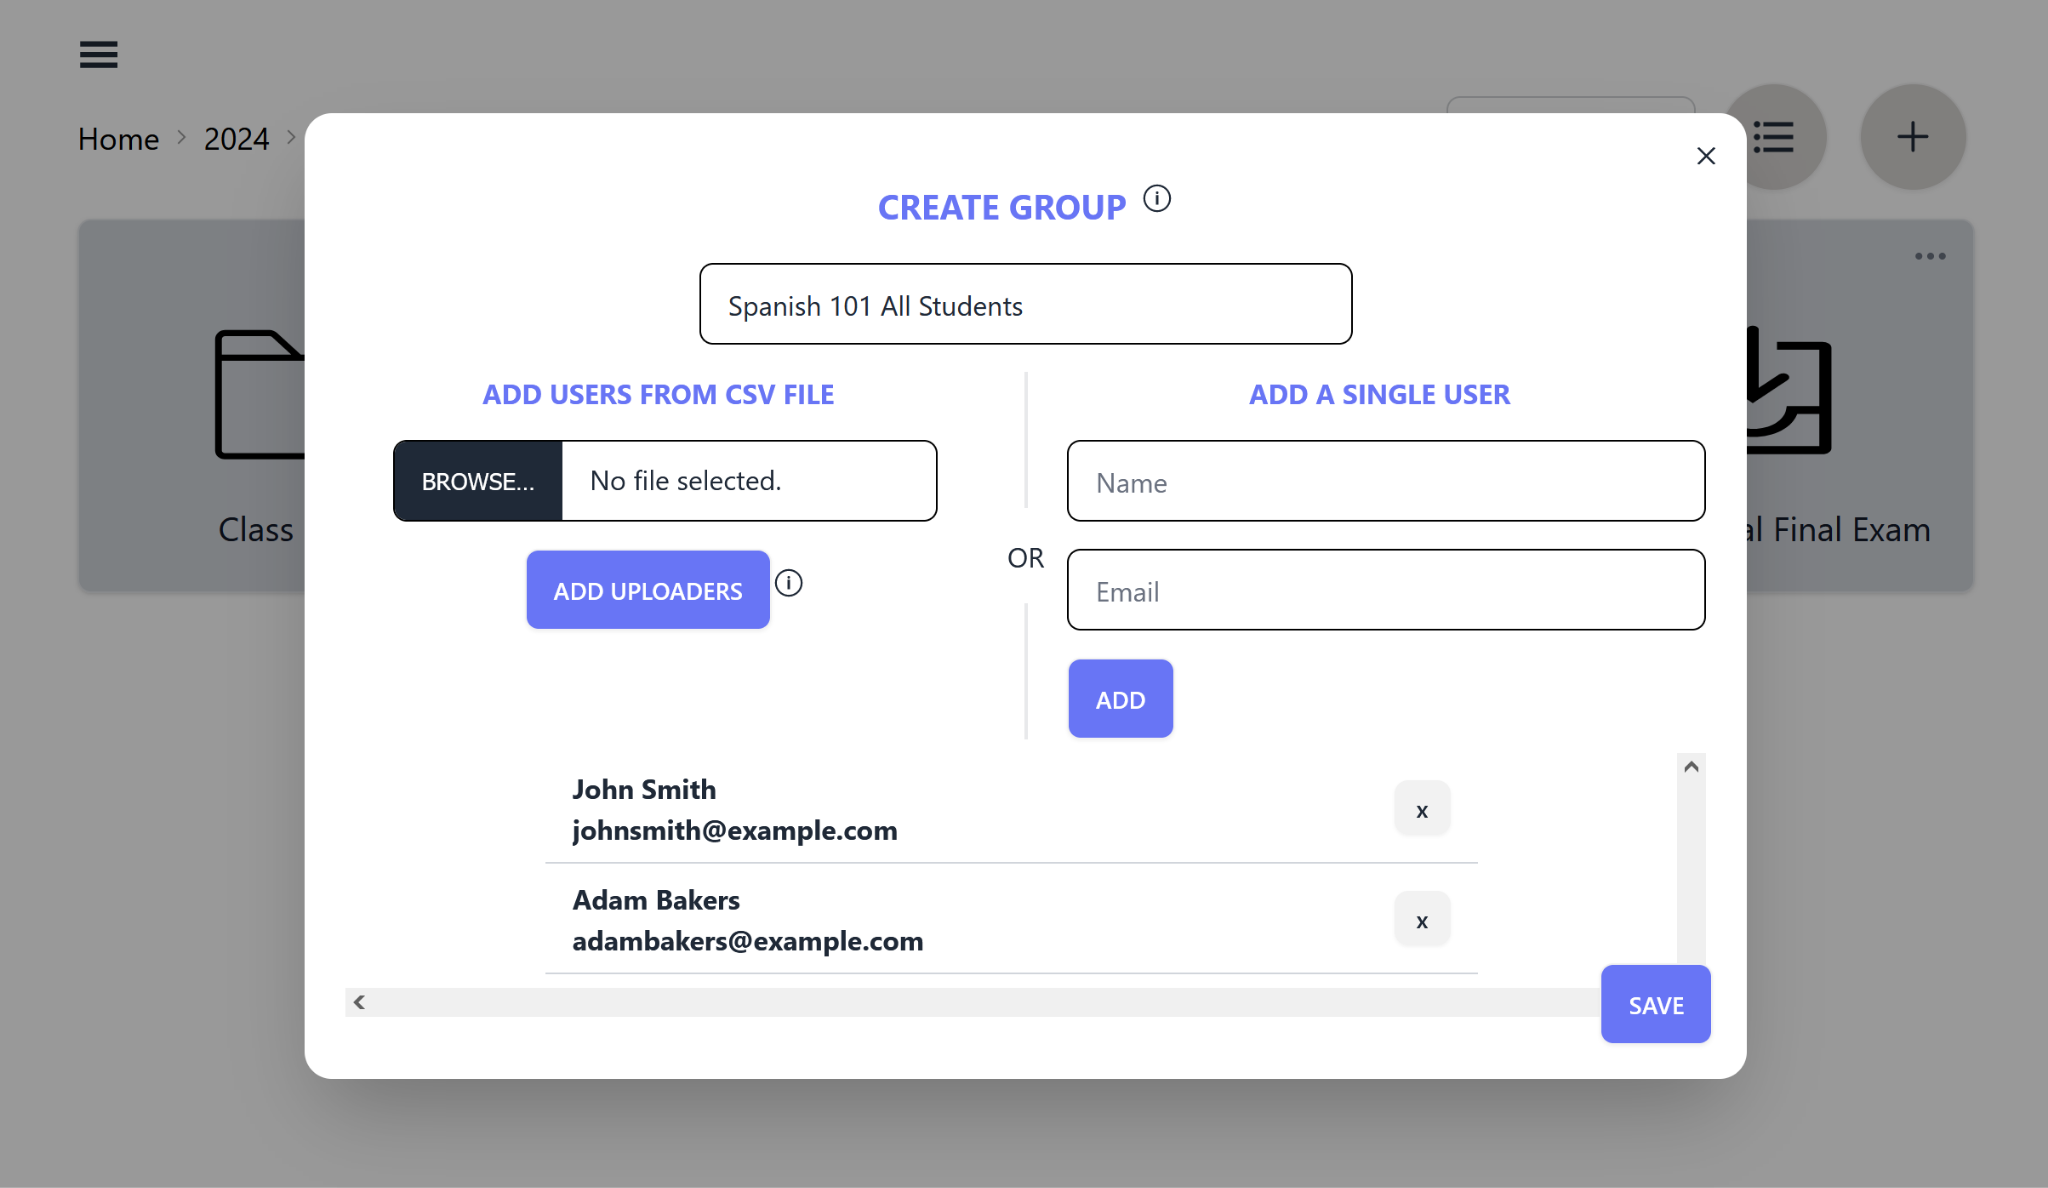 Home > 2024 >
CREATE GROUP
Spanish 101 All Students
ADD USERS FROM CSV FILE
BROWSE...
No file selected.
ADD UPLOADERS
OR
ADD A SINGLE USER
Name
Email
ADD
John Smith
johnsmith@example.com
x
Adam Bakers
adambakers@example.com
x
SAVE
Class
Final Exam